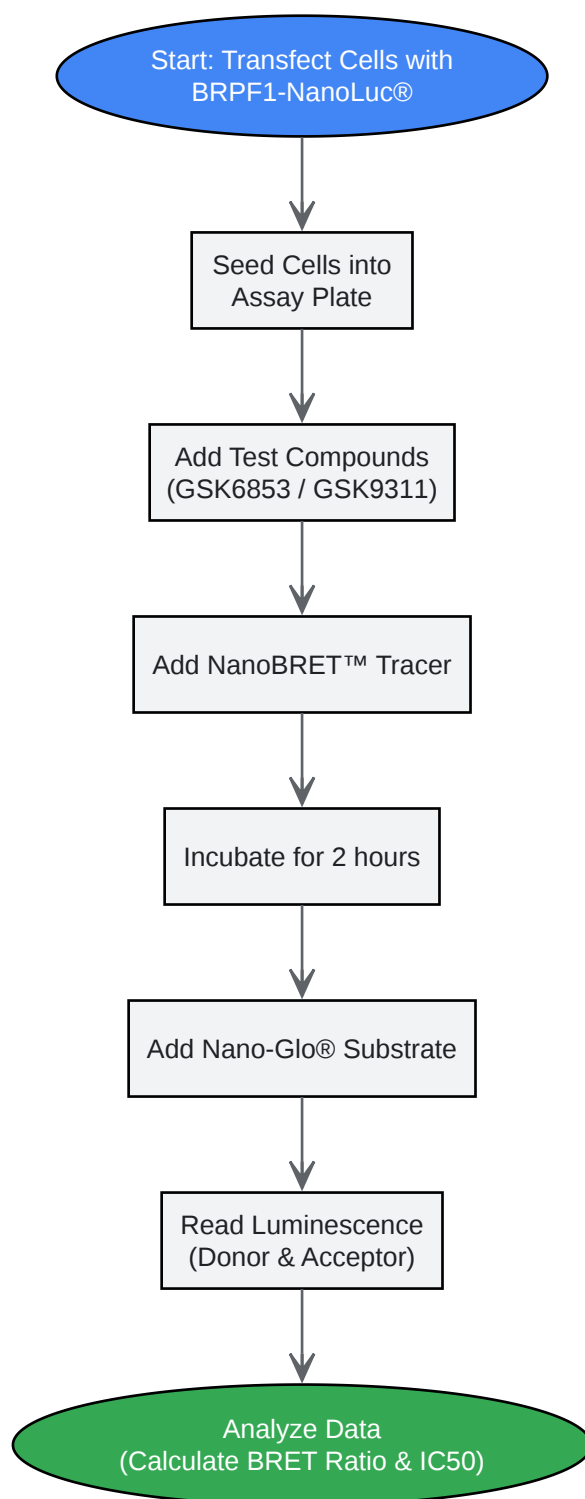 Start: Transfect Cells with
BRPF1-NanoLuc®
Seed Cells into
Assay Plate
Add Test Compounds
(GSK6853 / GSK9311)
Add NanoBRET™ Tracer
Incubate for 2 hours
Add Nano-Glo® Substrate
Read Luminescence
(Donor & Acceptor)
Analyze Data
(Calculate BRET Ratio & IC50)